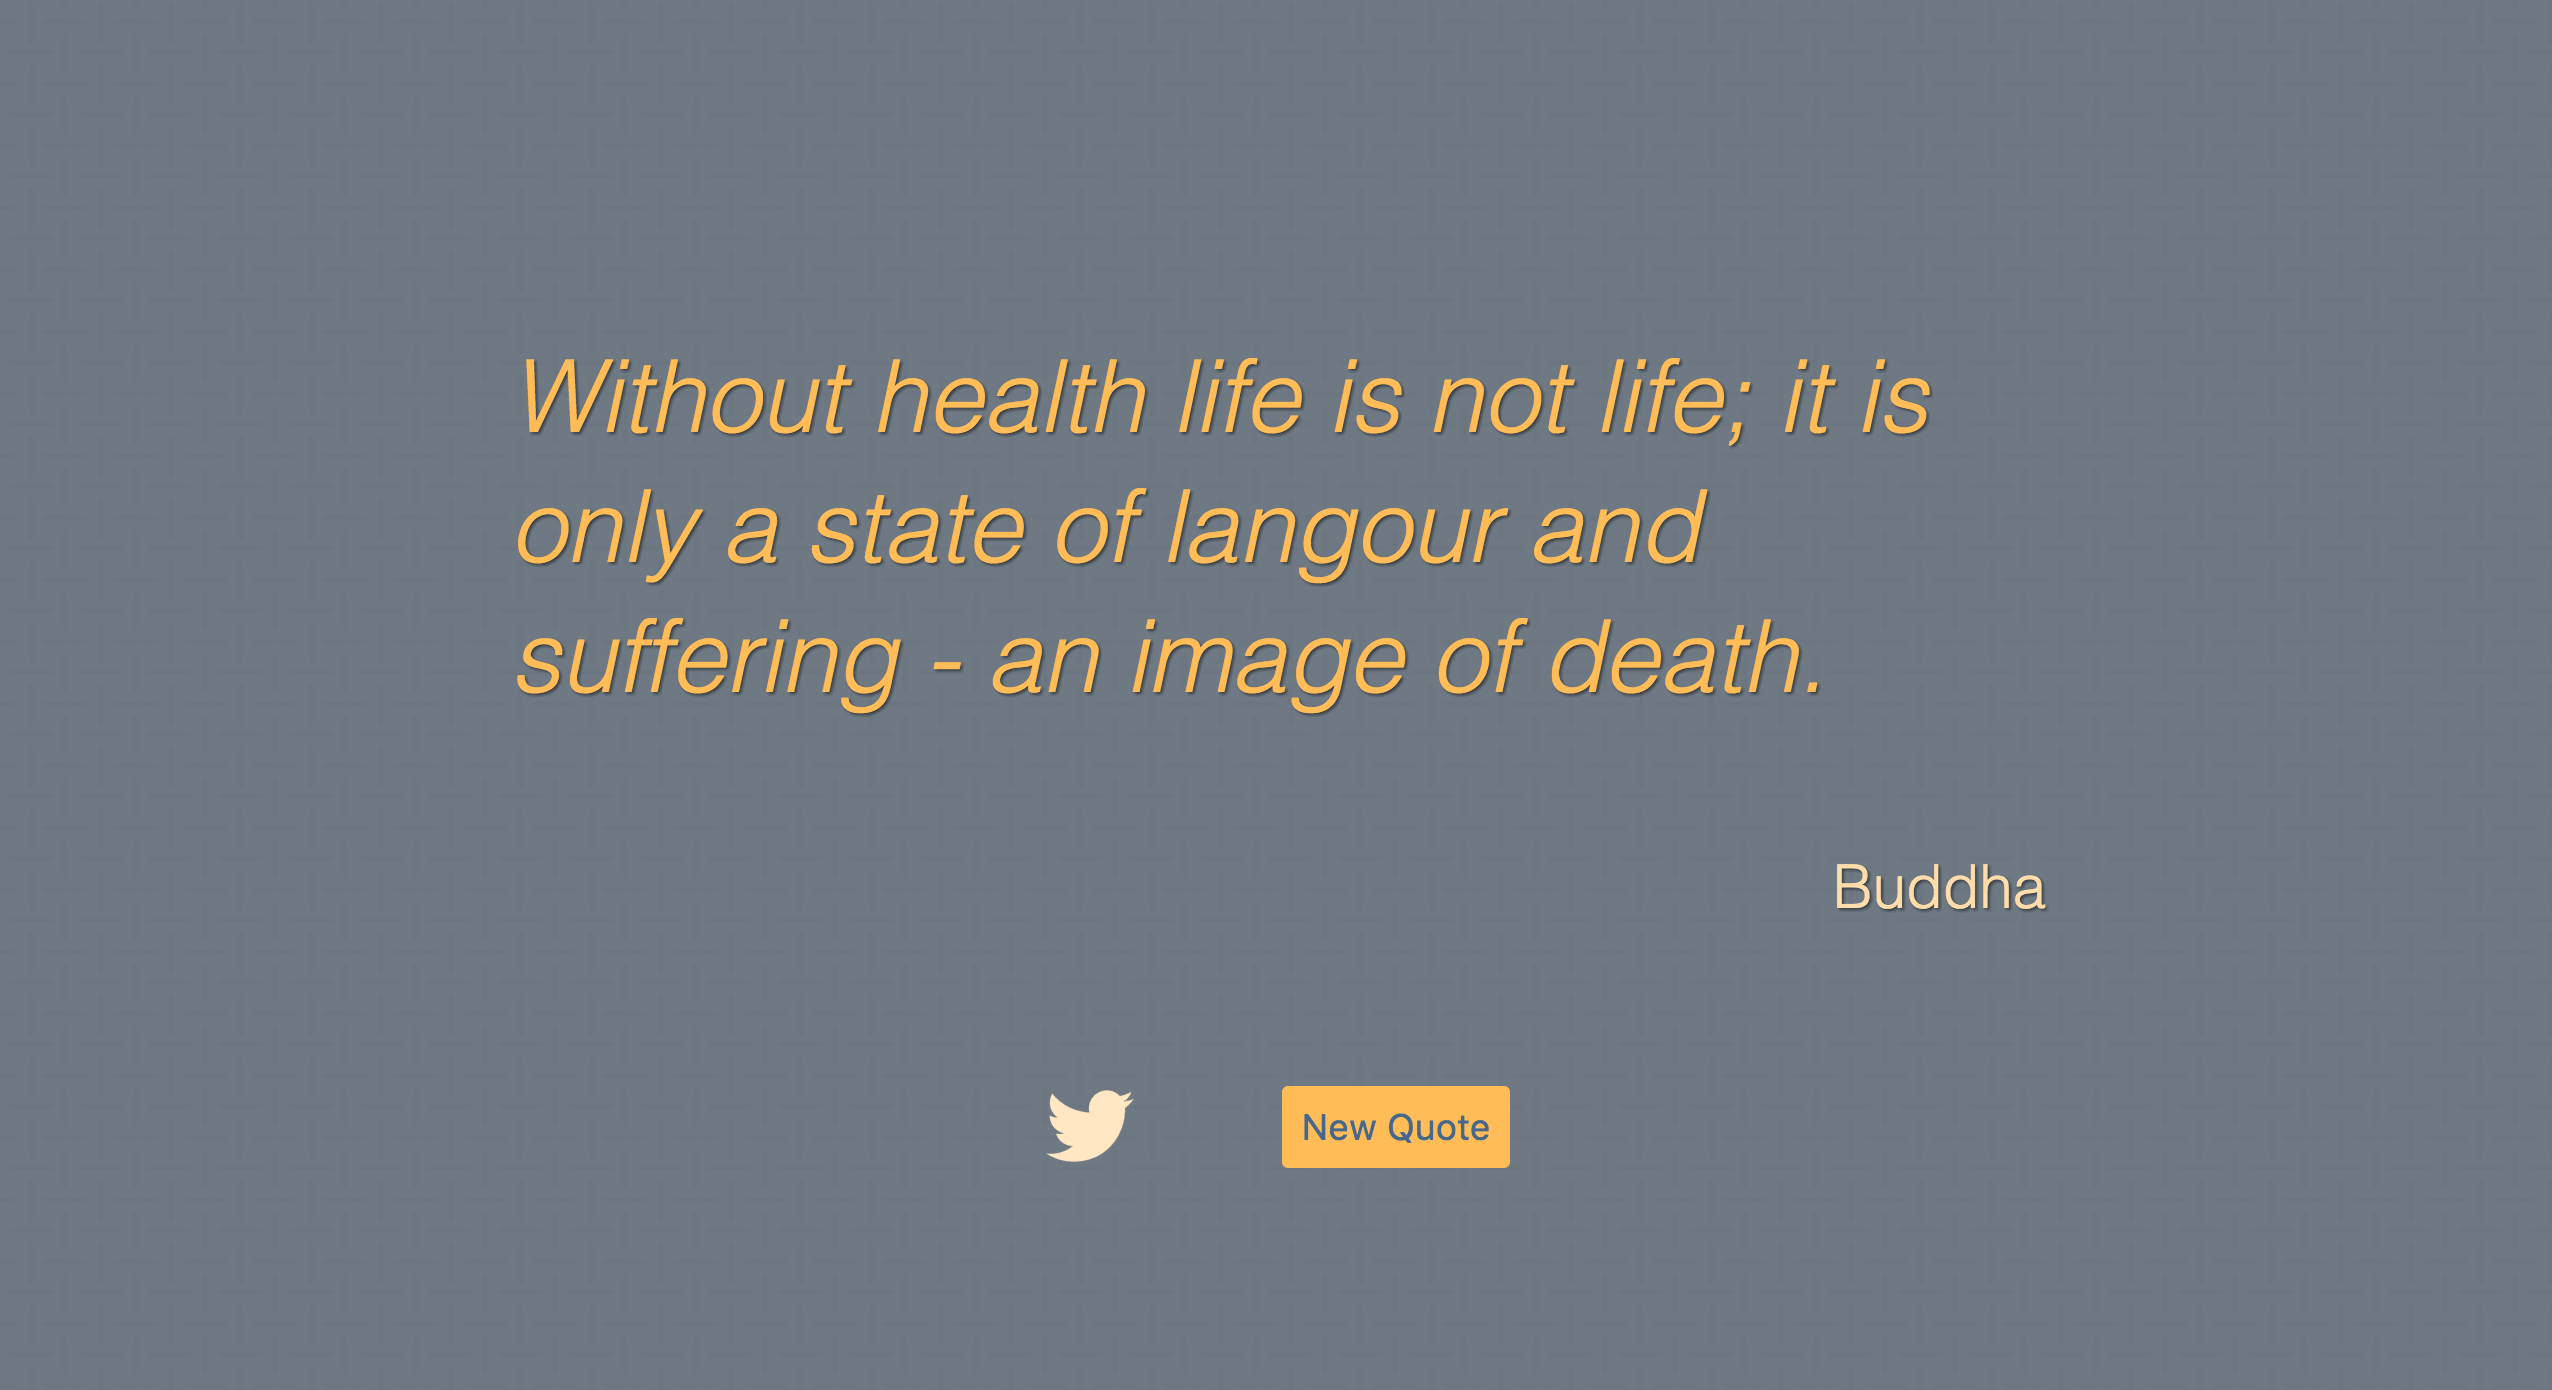 Without health life is not life; it is
only a state of langour and
suffering - an image of death.
Buddha
New Quote